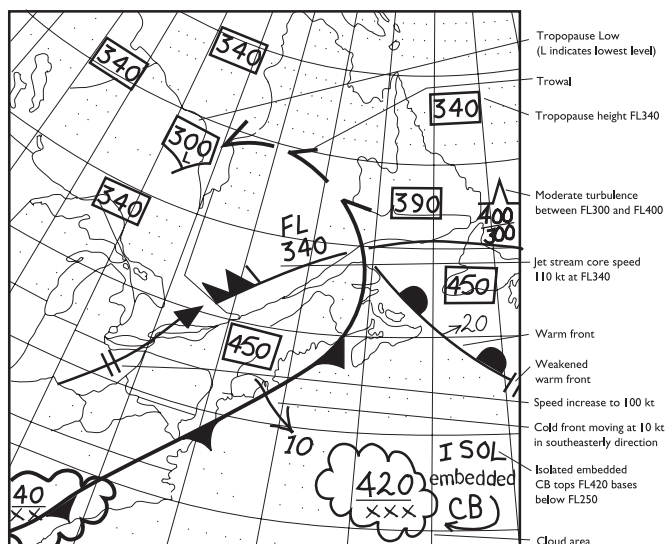 340
340
340
300
L
340
390
400
300
FL
340
450
450
20
10
40
XX
420
XXX
ISOL
embedded
CB
Tropopause Low
(L indicates lowest level)
Trowal
Tropopause height FL340
Moderate turbulence
between FL300 and FL400
Jet stream core speed
110 kt at FL340
Warm front
Weakened
warm front
Speed increase to 100 kt
Cold front moving at 10 kt
in southeasterly direction
Isolated embedded
CB tops FL420 bases
below FL250
Cloud area